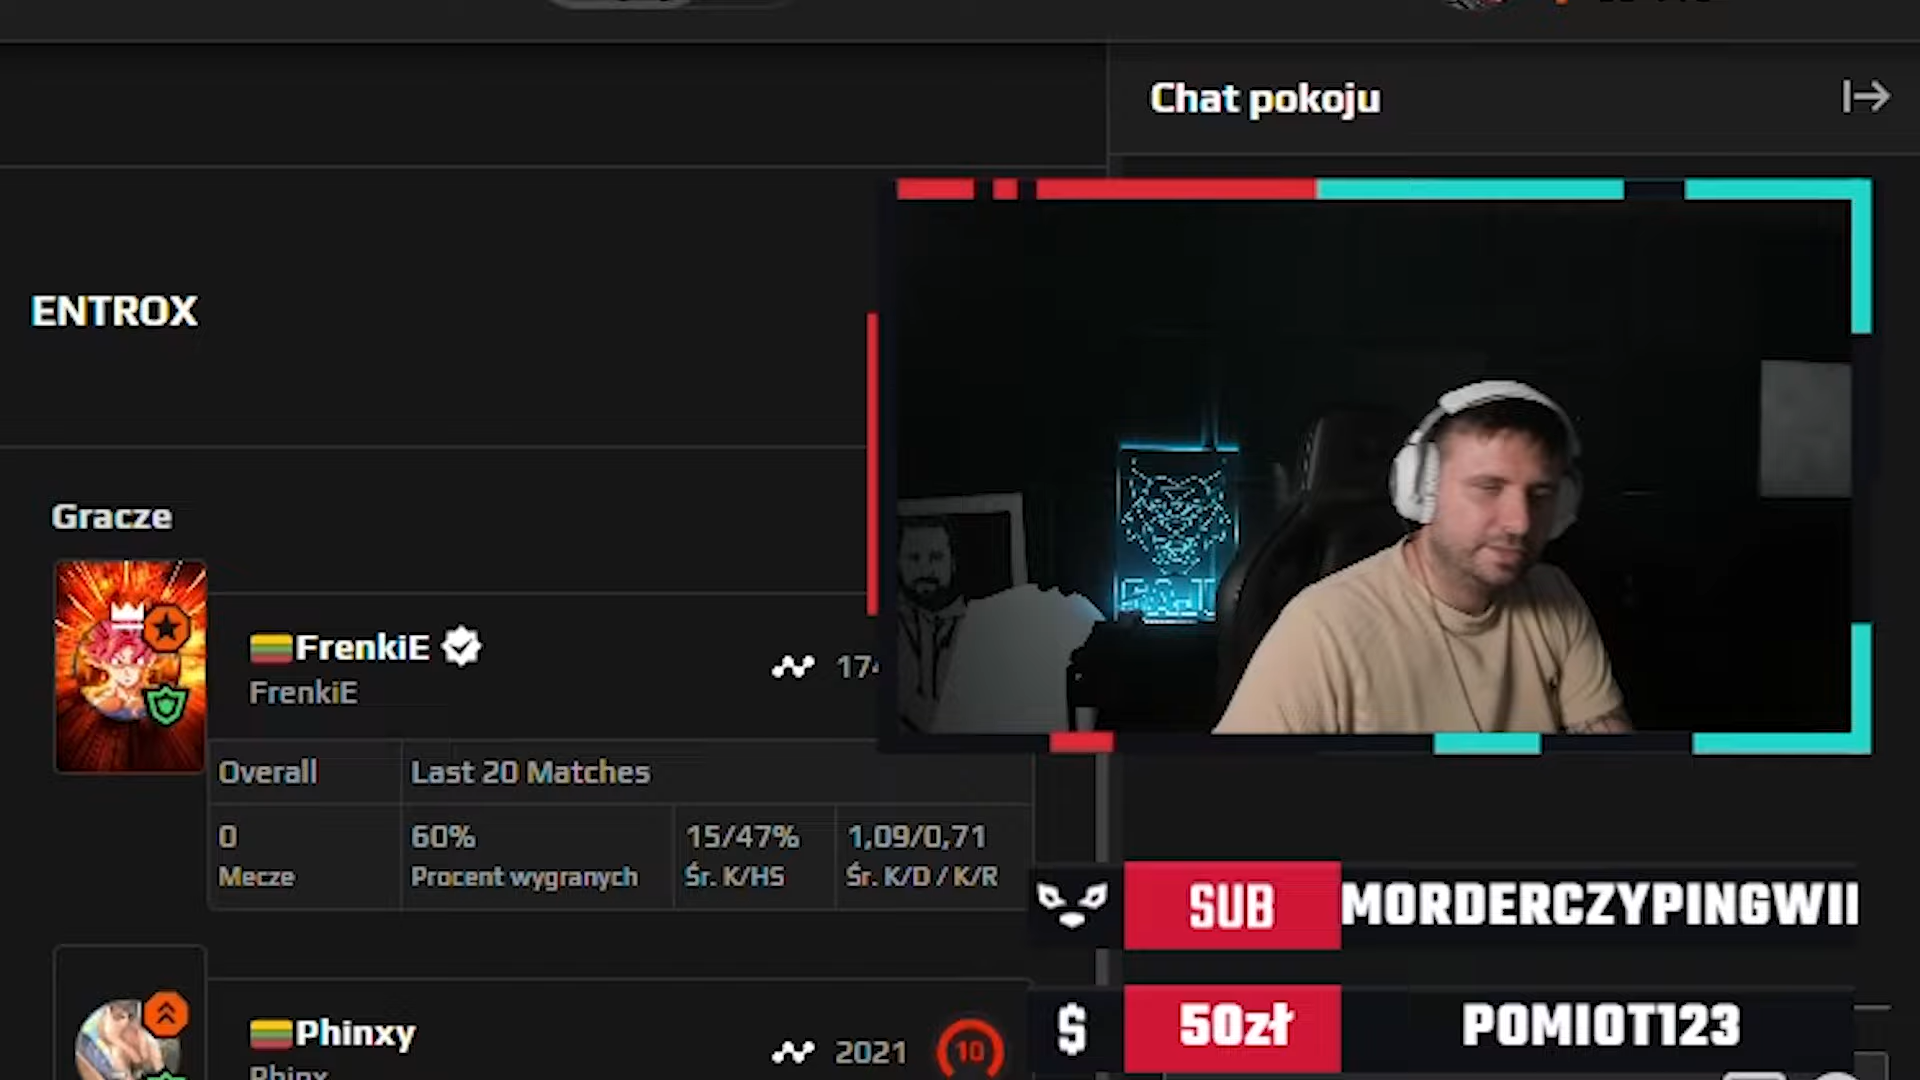 Chat pokoju
ENTROX
Gracze
FrenkiE
FrenkiE
Overall
Last 20 Matches
0
60%
15/47%
1,09/0,71
Mecze
Procent wygranych
Śr. K/HS
Śr. K/D / K/R
SUB
Phinxy
2021
10
$
50zł
POMIOT123
Phinx